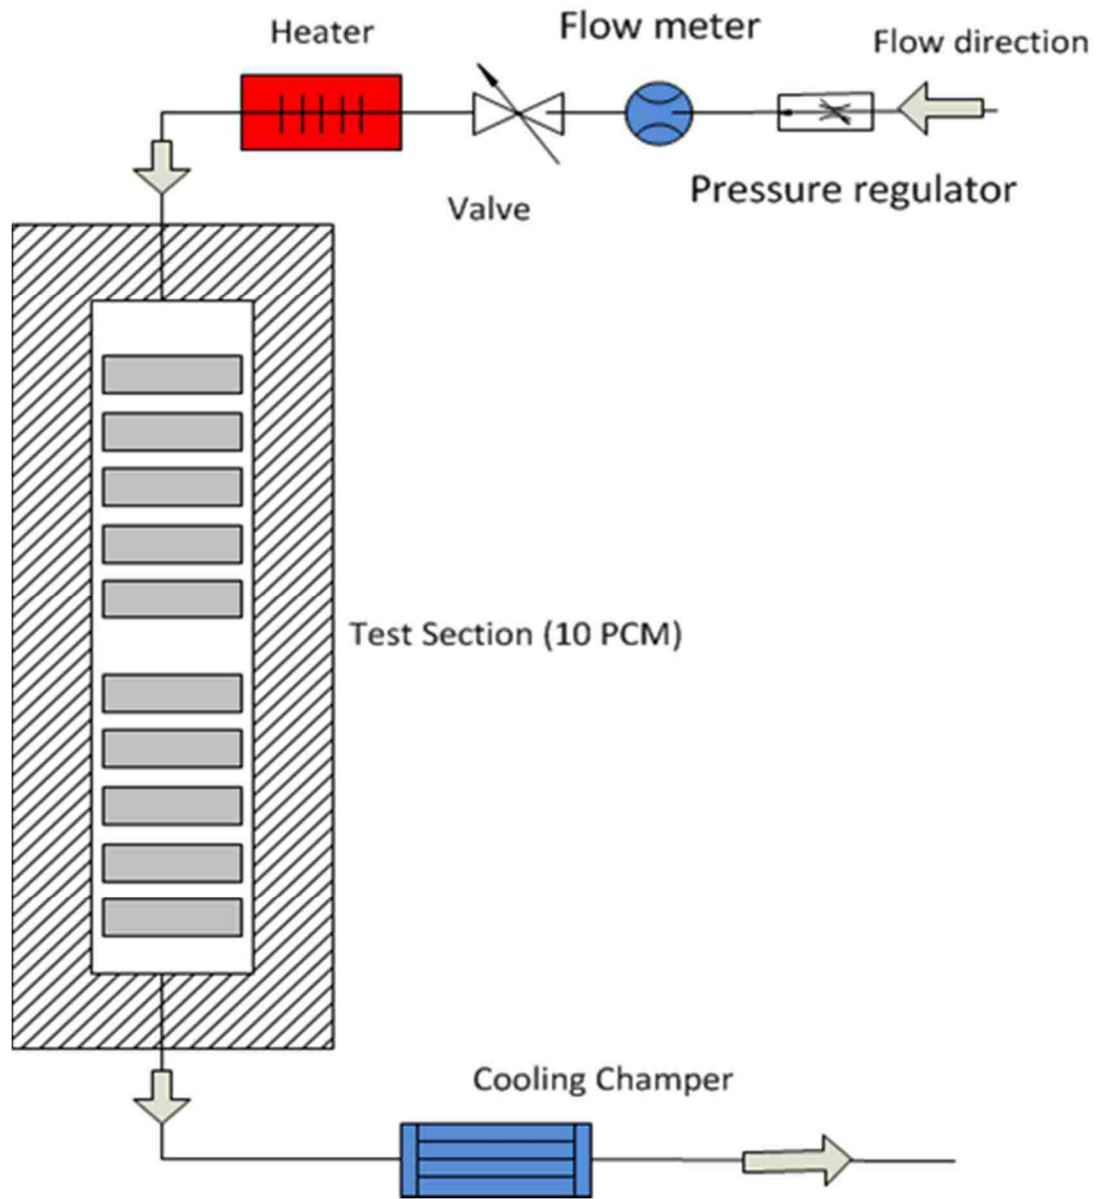 Heater
Flow meter
Flow direction
Valve
Pressure regulator
Test Section (10 PCM)
Cooling Champer